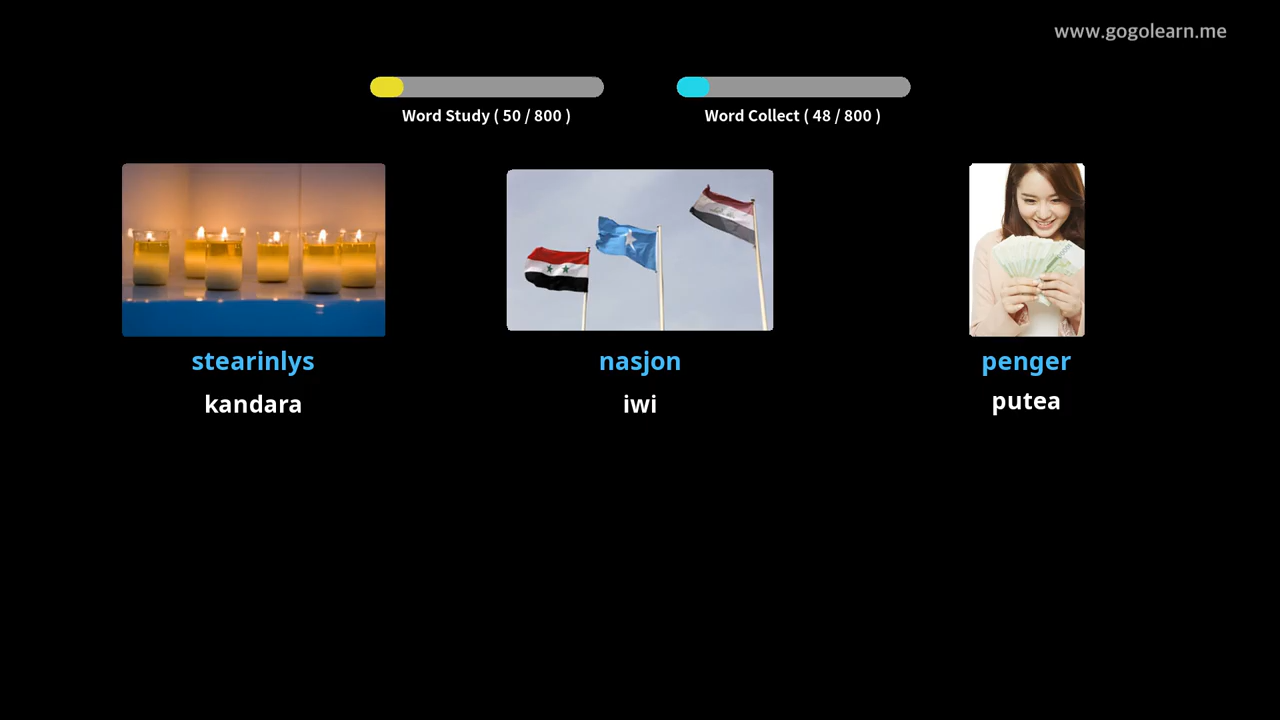 www.gogolearn.me
Word Study ( 50 / 800 )
Word Collect ( 48 / 800 )
stearinlys
nasjon
penger
kandara
iwi
putea